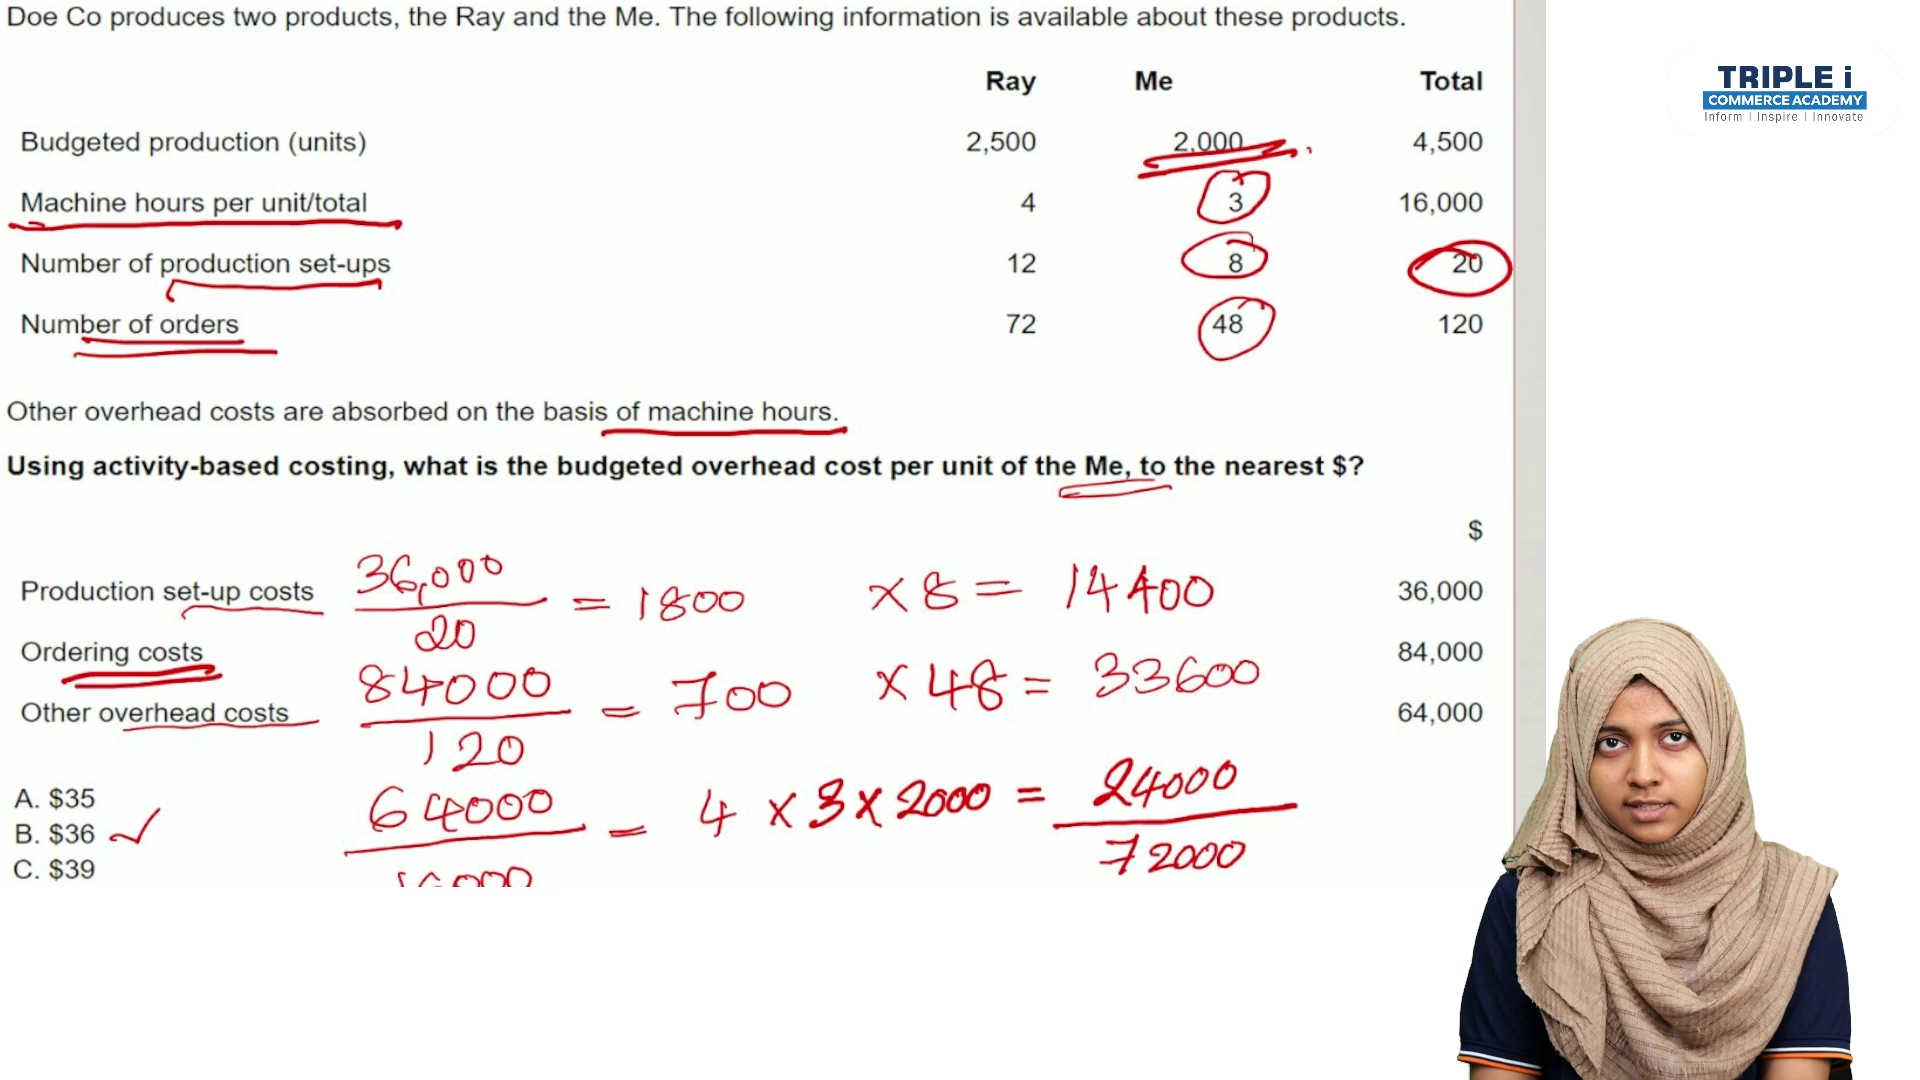 Doe Co produces two products, the Ray and the Me. The following information is available about these products.
Ray Me Total
Budgeted production (units) 2,500 2,000 4,500
Machine hours per unit/total 4 3 16,000
Number of production set-ups 12 8 20
Number of orders 72 48 120
Other overhead costs are absorbed on the basis of machine hours.
Using activity-based costing, what is the budgeted overhead cost per unit of the Me, to the nearest $?
$
Production set-up costs 36,000
Ordering costs 84,000
Other overhead costs 64,000
36,000
20
= 1800 × 8 = 14400
84000
120
= 700 × 48 = 33600
64000
16000
= 4 × 3 × 2000 = 24000
72000
A. $35
B. $36
C. $39
TRIPLE i
COMMERCE ACADEMY
Inform | Inspire | Innovate